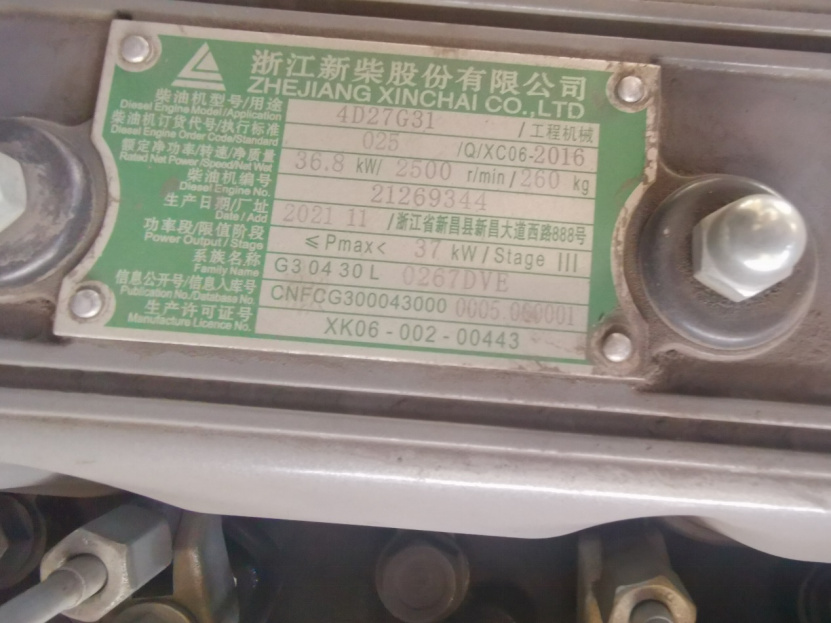 浙江新柴股份有限公司
ZHEJIANG XINCHAI CO.,LTD
柴油机型号/用途 4D27G31 /工程机械
Diesel Engine Model/Application
柴油机订货代号/执行标准 025 /Q/XC06-2016
Diesel Engine Order Code/Standard
额定净功率/转速/净质量 36.8 kW/ 2500 r/min/ 260 kg
Rated Net Power/Speed/Net Wet
柴油机编号 21269344
Diesel Engine No.
生产日期/厂址 2021 11 /浙江省新昌县新昌大道西路888号
Date/Add
功率段/限值阶段 ≤Pmax< 37 kW/Stage III
Power Output/Stage
系族名称 G3 04 30 L 0267DVE
Family Name
信息公开号/信息入库号 CNFCG300043000 0005.000001
Publication No./Database No.
生产许可证号 XK06-002-00443
Manufacture Licence No.